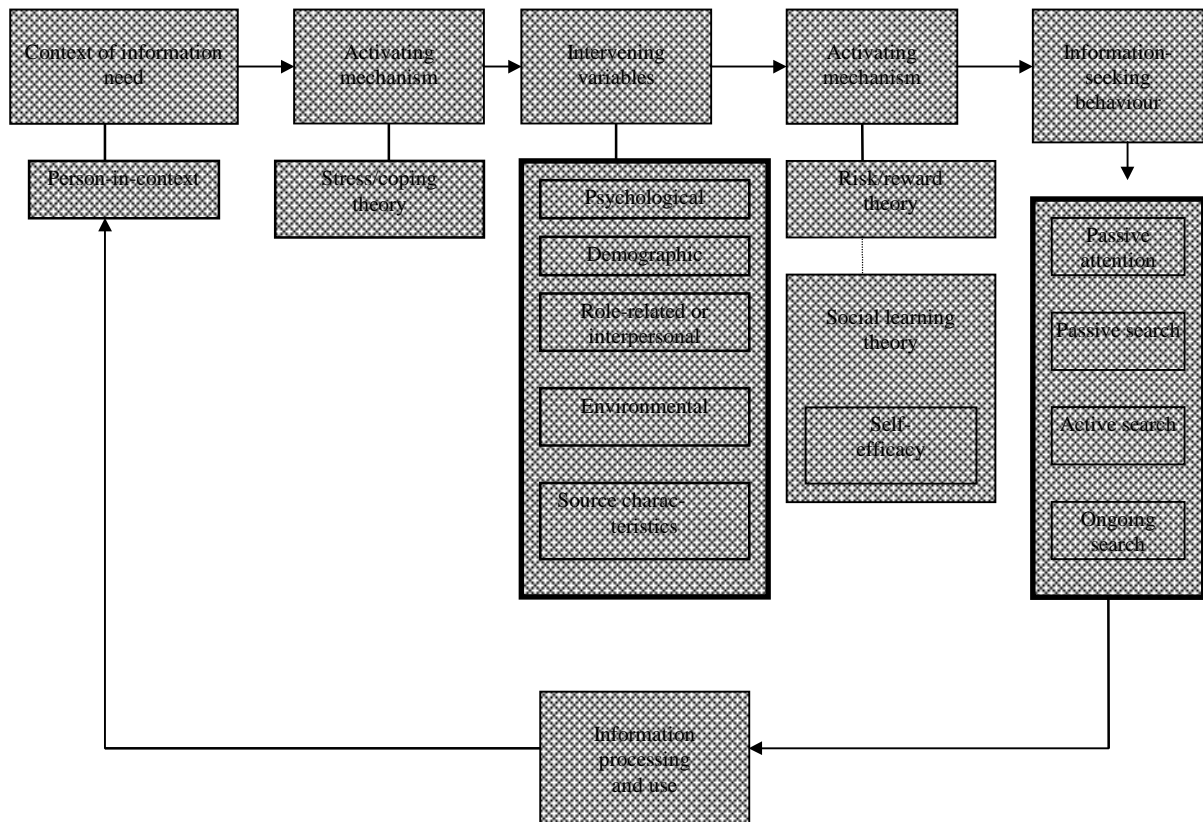 Context of information
need
Activating
mechanism
Intervening
variables
Activating
mechanism
Information-
seeking
behaviour
Person-in-context
Stress/coping
theory
Psychological
Demographic
Role-related or
interpersonal
Environmental
Source charac-
teristics
Risk/reward
theory
Social learning
theory
Self-
efficacy
Passive
attention
Passive search
Active search
Ongoing
search
Information
processing
and use